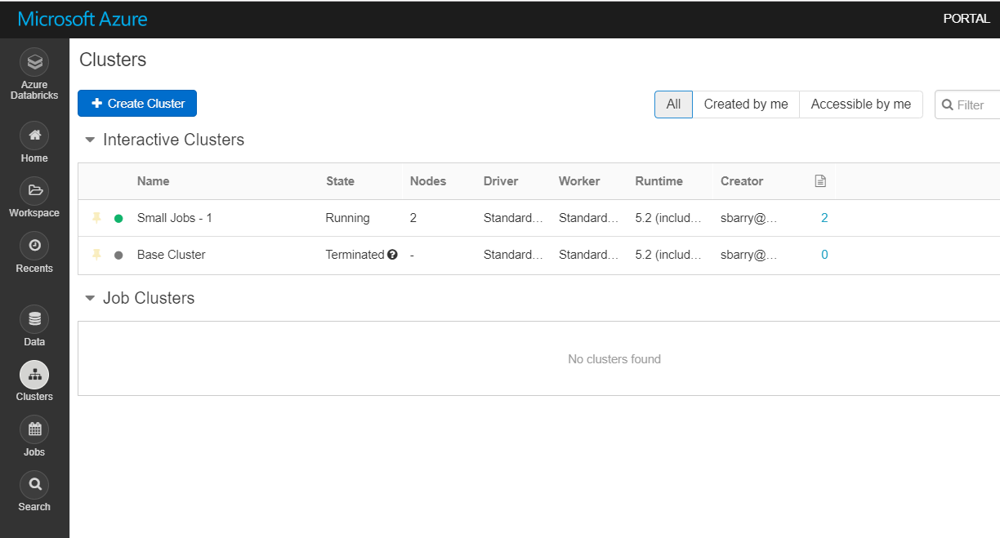 Microsoft Azure
PORTAL
Azure
Databricks
Home
Workspace
Recents
Data
Clusters
Jobs
Search
Clusters
+ Create Cluster
All Created by me Accessible by me Filter
Interactive Clusters
Name State Nodes Driver Worker Runtime Creator
Small Jobs - 1 Running 2 Standard... Standard... 5.2 (includ... sbarry@... 2
Base Cluster Terminated ? - Standard... Standard... 5.2 (includ... sbarry@... 0
Job Clusters
No clusters found